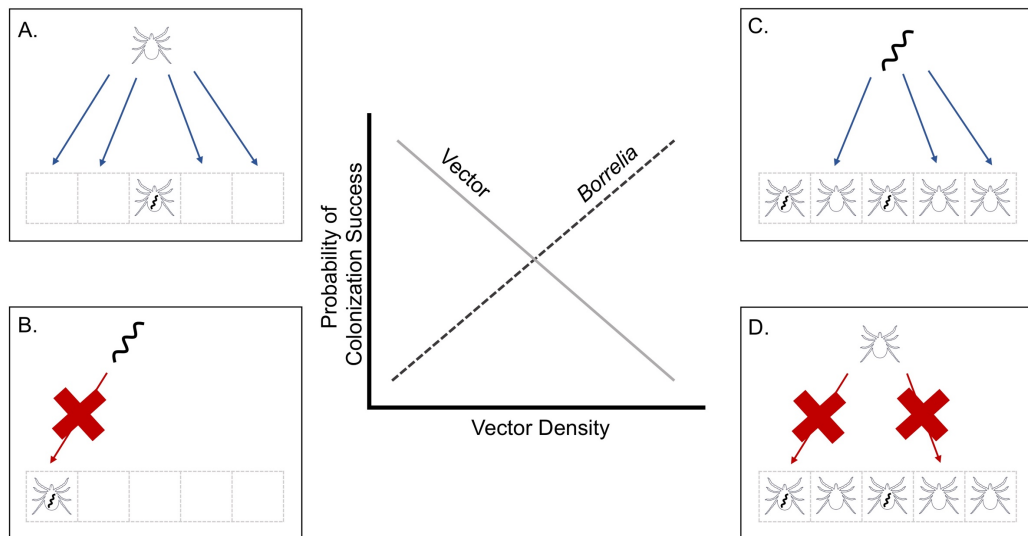 A.
B.
Probability of
Colonization Success
Vector
Borrelia
Vector Density
C.
D.